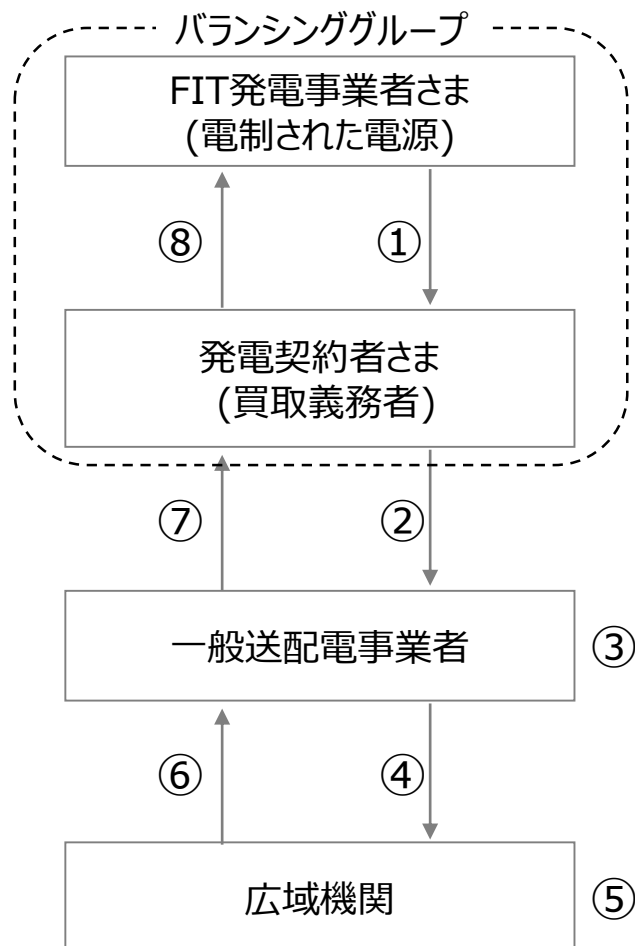 バランシンググループ
FIT発電事業者さま
(電制された電源)
⑧
①
発電契約者さま
(買取義務者)
⑦
②
一般送配電事業者
③
⑥
④
広域機関
⑤